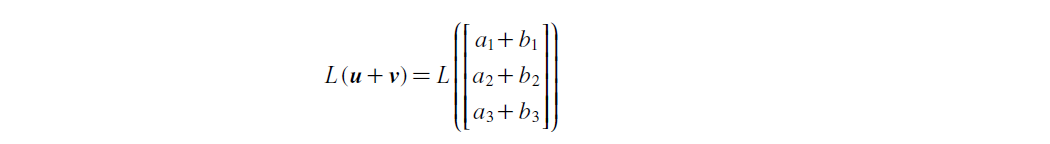 L(u + v) = L([a₁ + b₁
a₂ + b₂
a₃ + b₃])